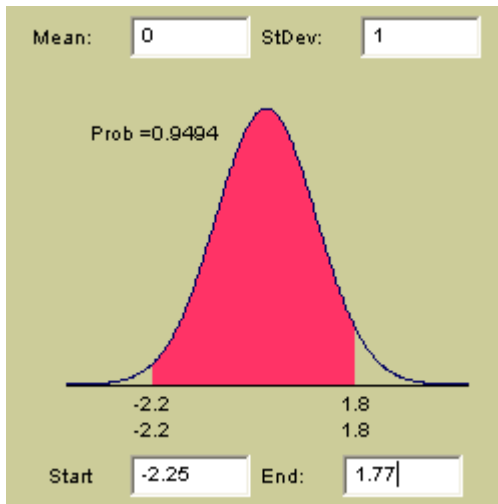 Mean: 0 StDev: 1
Prob =0.9494
-2.2 1.8
-2.2 1.8
Start -2.25 End: 1.77